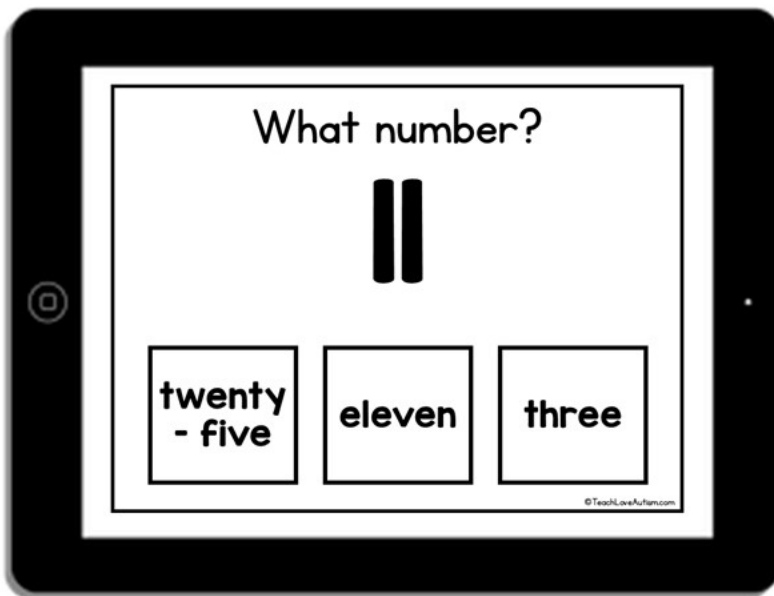 What number?
11
twenty
- five
eleven
three
©TeachLoveAutism.com